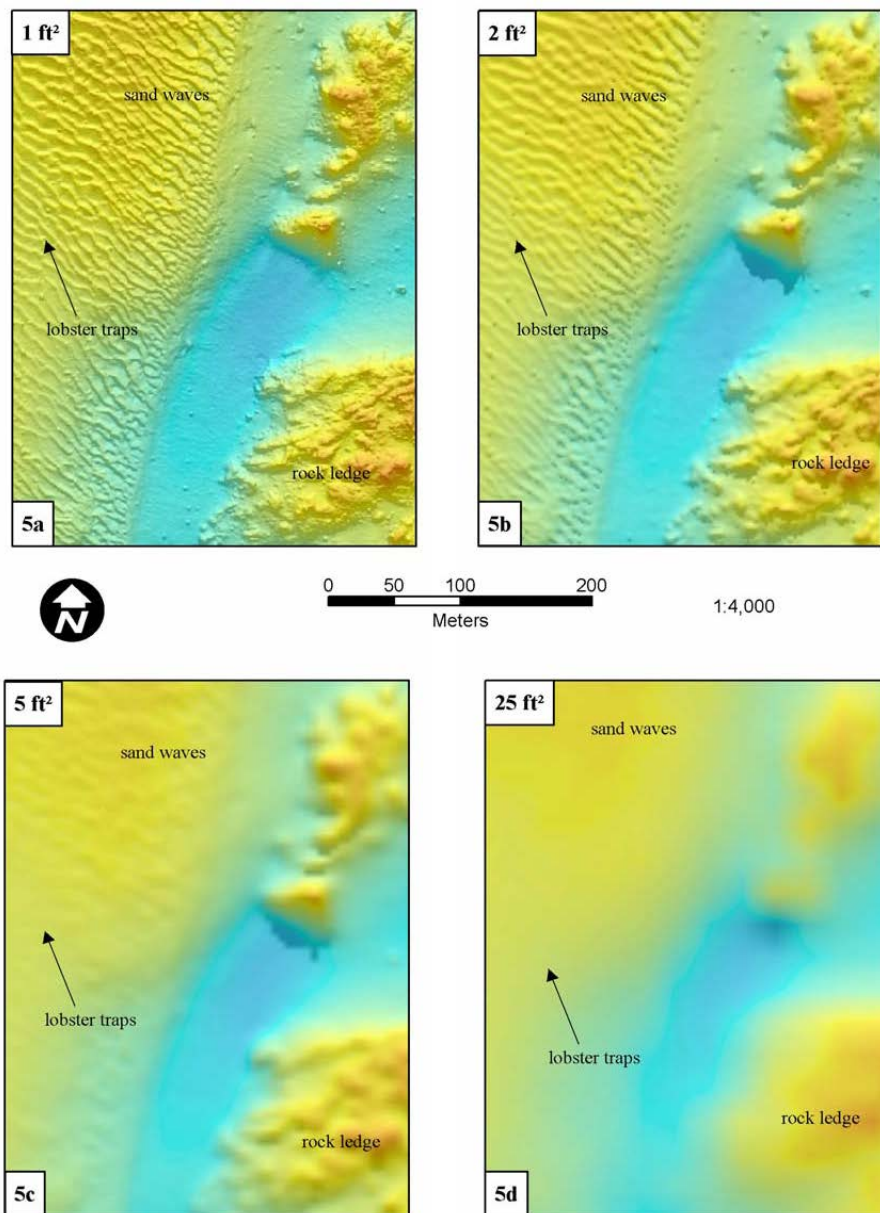 1 ft²
2 ft²
sand waves
sand waves
lobster traps
lobster traps
rock ledge
rock ledge
5a
5b
N
0 50 100 200
Meters
1:4,000
5 ft²
25 ft²
sand waves
sand waves
lobster traps
lobster traps
rock ledge
rock ledge
5c
5d